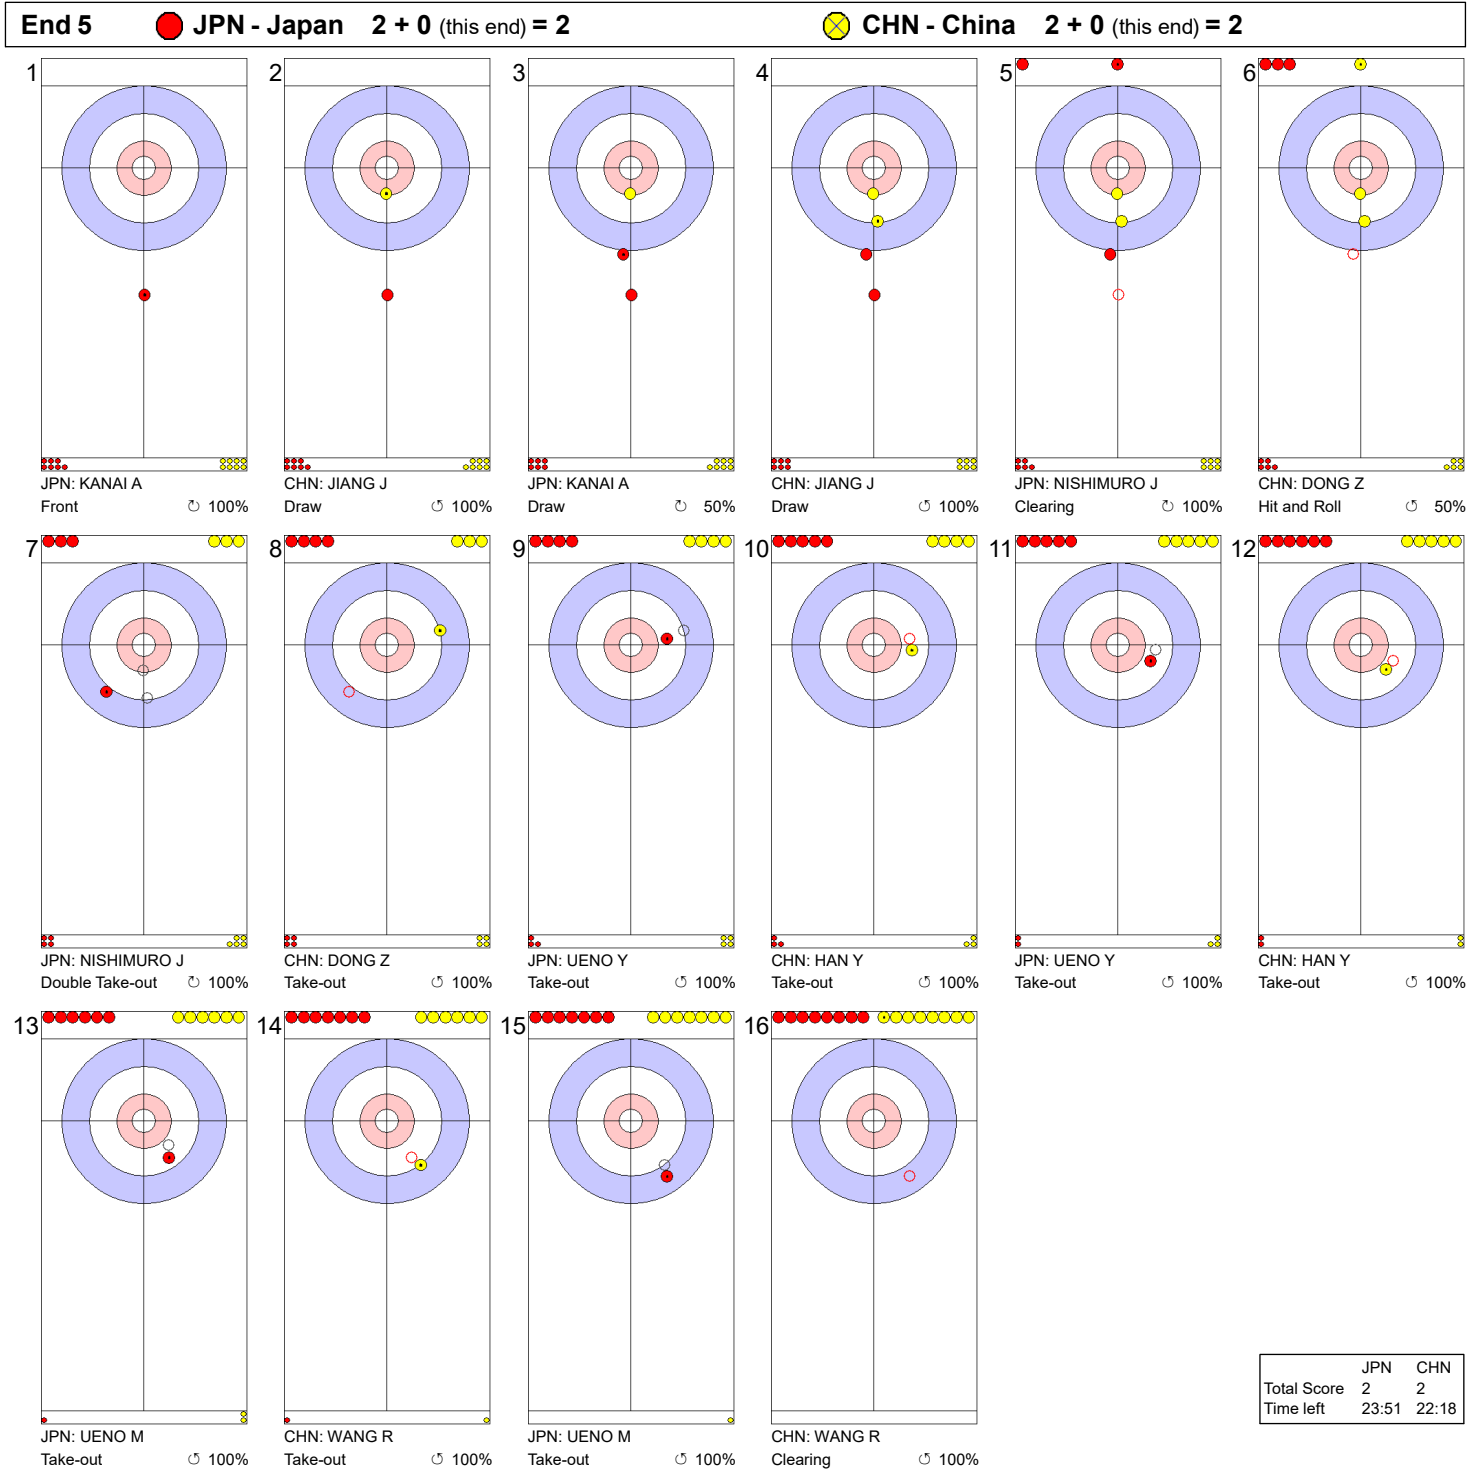 End 5 JPN - Japan 2 + 0 (this end) = 2 CHN - China 2 + 0 (this end) = 2
1 2 3 4 5 6
JPN: KANAI A CHN: JIANG J JPN: KANAI A CHN: JIANG J JPN: NISHIMURO J CHN: DONG Z
Front ↻ 100% Draw ↺ 100% Draw ↻ 50% Draw ↺ 100% Clearing ↻ 100% Hit and Roll ↺ 50%
7 8 9 10 11 12
JPN: NISHIMURO J CHN: DONG Z JPN: UENO Y CHN: HAN Y JPN: UENO Y CHN: HAN Y
Double Take-out ↻ 100% Take-out ↺ 100% Take-out ↺ 100% Take-out ↺ 100% Take-out ↺ 100% Take-out ↺ 100%
13 14 15 16
JPN: UENO M CHN: WANG R JPN: UENO M CHN: WANG R
Take-out ↺ 100% Take-out ↺ 100% Take-out ↺ 100% Clearing ↺ 100%
JPN CHN
Total Score 2 2
Time left 23:51 22:18